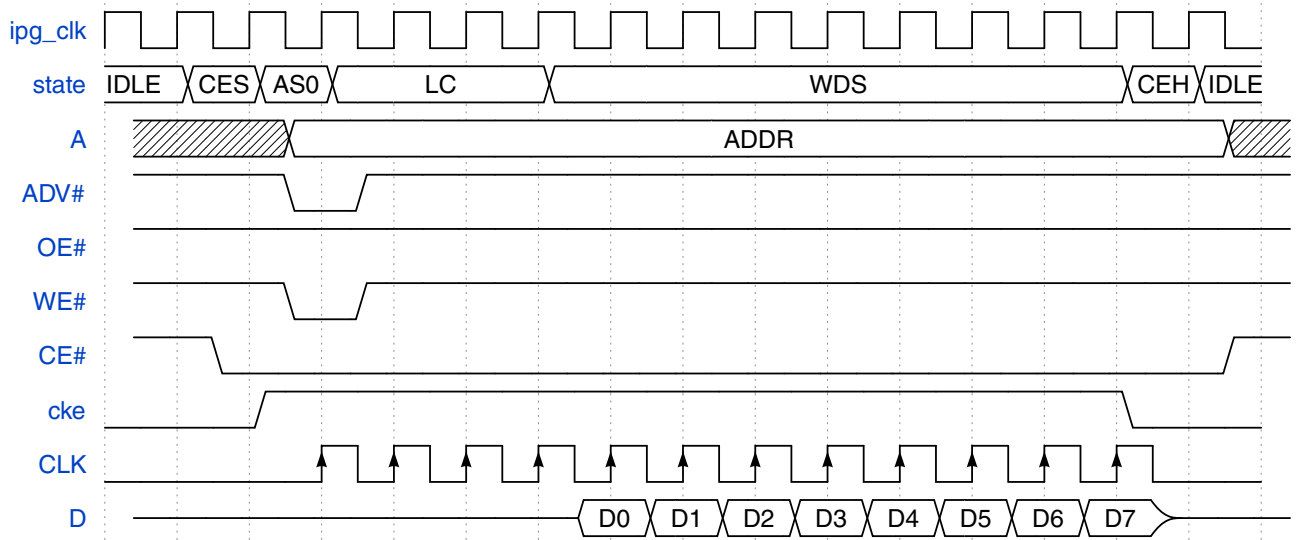 ipg_clk
state IDLE CES AS0 LC WDS CEH IDLE
A ADDR
ADV#
OE#
WE#
CE#
cke
CLK
D D0 D1 D2 D3 D4 D5 D6 D7